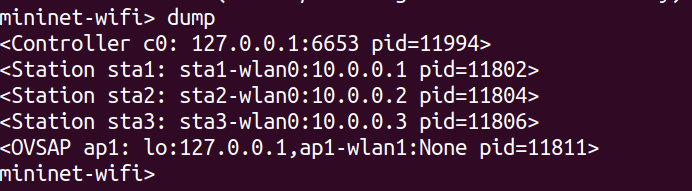 mininet-wifi> dump
<Controller c0: 127.0.0.1:6653 pid=11994>
<Station sta1: sta1-wlan0:10.0.0.1 pid=11802>
<Station sta2: sta2-wlan0:10.0.0.2 pid=11804>
<Station sta3: sta3-wlan0:10.0.0.3 pid=11806>
<OVSAP ap1: lo:127.0.0.1,ap1-wlan1:None pid=11811>
mininet-wifi>